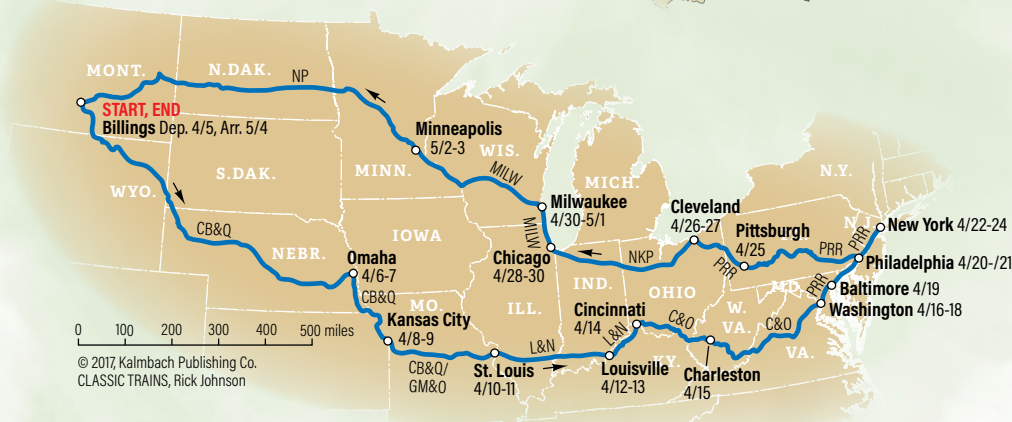 MONT.
N.DAK.
NP
START, END
Billings Dep. 4/5, Arr. 5/4
Minneapolis
5/2-3
WIS.
MILW
MINN.
S.DAK.
WYO.
CB&Q
NEBR.
IOWA
Omaha
4/6-7
CB&Q
MO.
Kansas City
4/8-9
CB&Q/
GM&O
St. Louis
4/10-11
L&N
ILL.
IND.
Louisville
4/12-13
L&N
KY.
Cincinnati
4/14
OHIO
C&O
Charleston
4/15
W.
VA.
C&O
VA.
Washington 4/16-18
PRR
MD.
Baltimore 4/19
Philadelphia 4/20-/21
PRR
N.J.
New York 4/22-24
N.Y.
PRR
Pittsburgh
4/25
PRR
Cleveland
4/26-27
NKP
MICH.
Chicago
4/28-30
MILW
Milwaukee
4/30-5/1
0 100 200 300 400 500 miles
© 2017, Kalmbach Publishing Co.
CLASSIC TRAINS, Rick Johnson